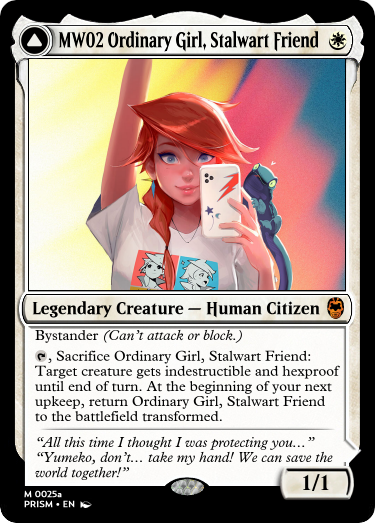 MW02 Ordinary Girl, Stalwart Friend
Legendary Creature — Human Citizen
Bystander (Can't attack or block.)
, Sacrifice Ordinary Girl, Stalwart Friend:
Target creature gets indestructible and hexproof
until end of turn. At the beginning of your next
upkeep, return Ordinary Girl, Stalwart Friend
to the battlefield transformed.
“All this time I thought I was protecting you…”
“Yumeko, don't… take my hand! We can save the
world together!”
1/1
M 0025a
PRISM • EN